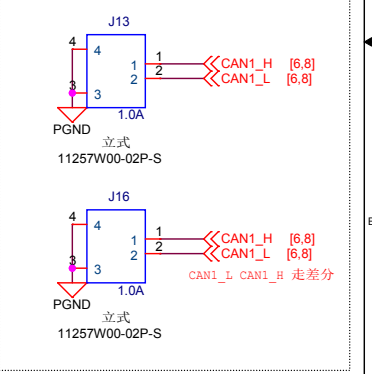 J13
4 4
1 1 CAN1_H [6,8]
2 2 CAN1_L [6,8]
3 3
PGND 1.0A
立式
11257W00-02P-S
J16
4 4
1 1 CAN1_H [6,8]
2 2 CAN1_L [6,8]
3 3 CAN1_L CAN1_H 走差分
PGND 1.0A
立式
11257W00-02P-S